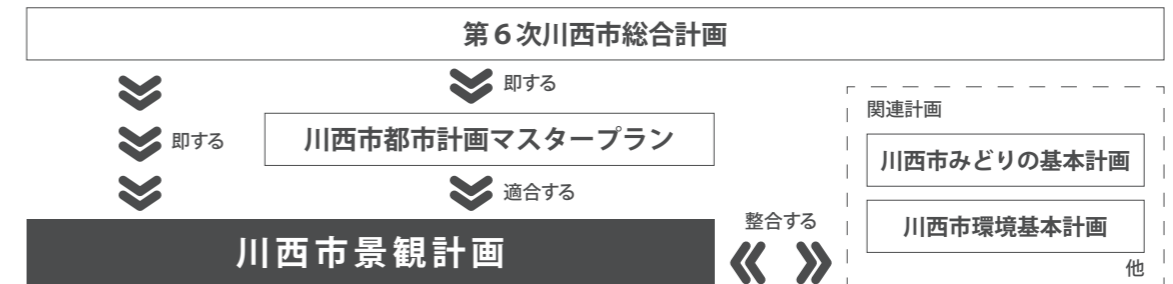 第６次川西市総合計画
即する
関連計画
即する
川西市都市計画マスタープラン
川西市みどりの基本計画
適合する
整合する
川西市環境基本計画
川西市景観計画
他